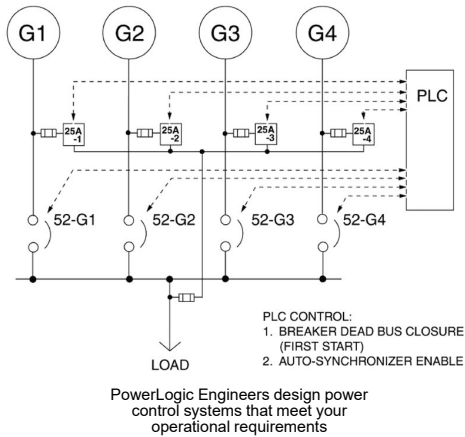 G1 G2 G3 G4
PLC
25A
-1
25A
-2
25A
-3
25A
-4
52-G1 52-G2 52-G3 52-G4
PLC CONTROL:
1. BREAKER DEAD BUS CLOSURE
(FIRST START)
2. AUTO-SYNCHRONIZER ENABLE
LOAD
PowerLogic Engineers design power
control systems that meet your
operational requirements